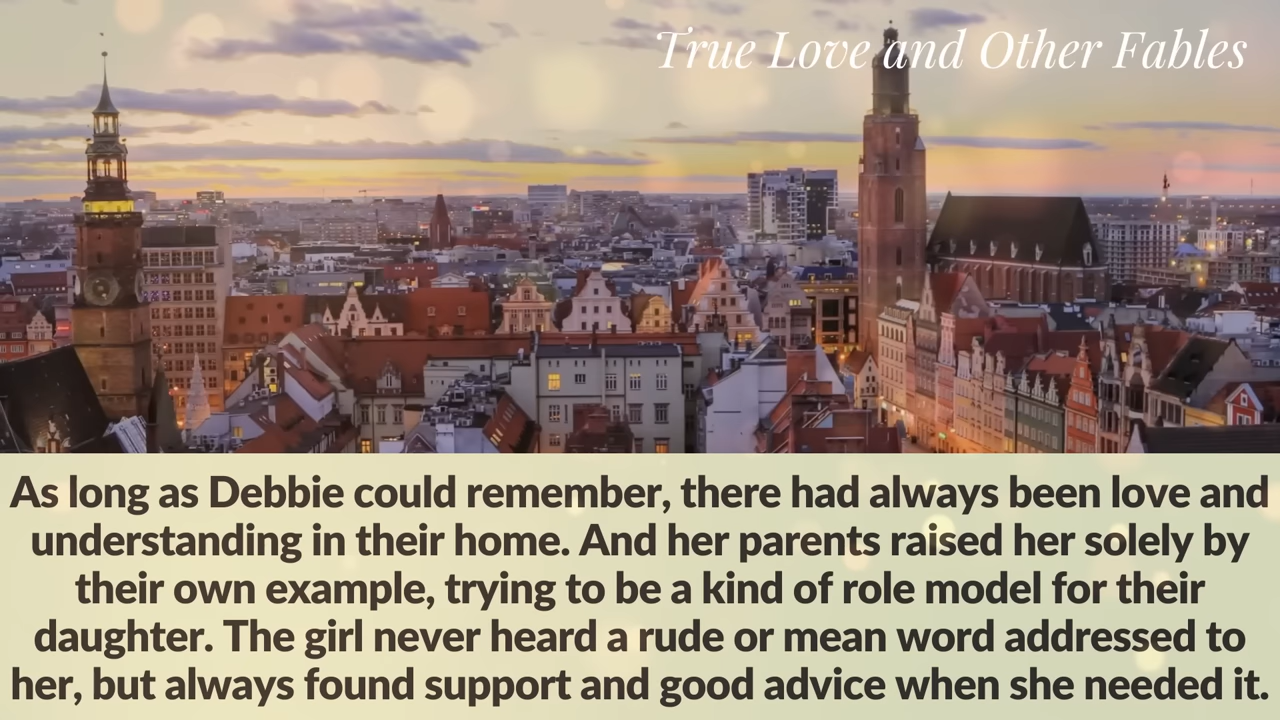 True Love and Other Fables
As long as Debbie could remember, there had always been love and
understanding in their home. And her parents raised her solely by
their own example, trying to be a kind of role model for their
daughter. The girl never heard a rude or mean word addressed to
her, but always found support and good advice when she needed it.